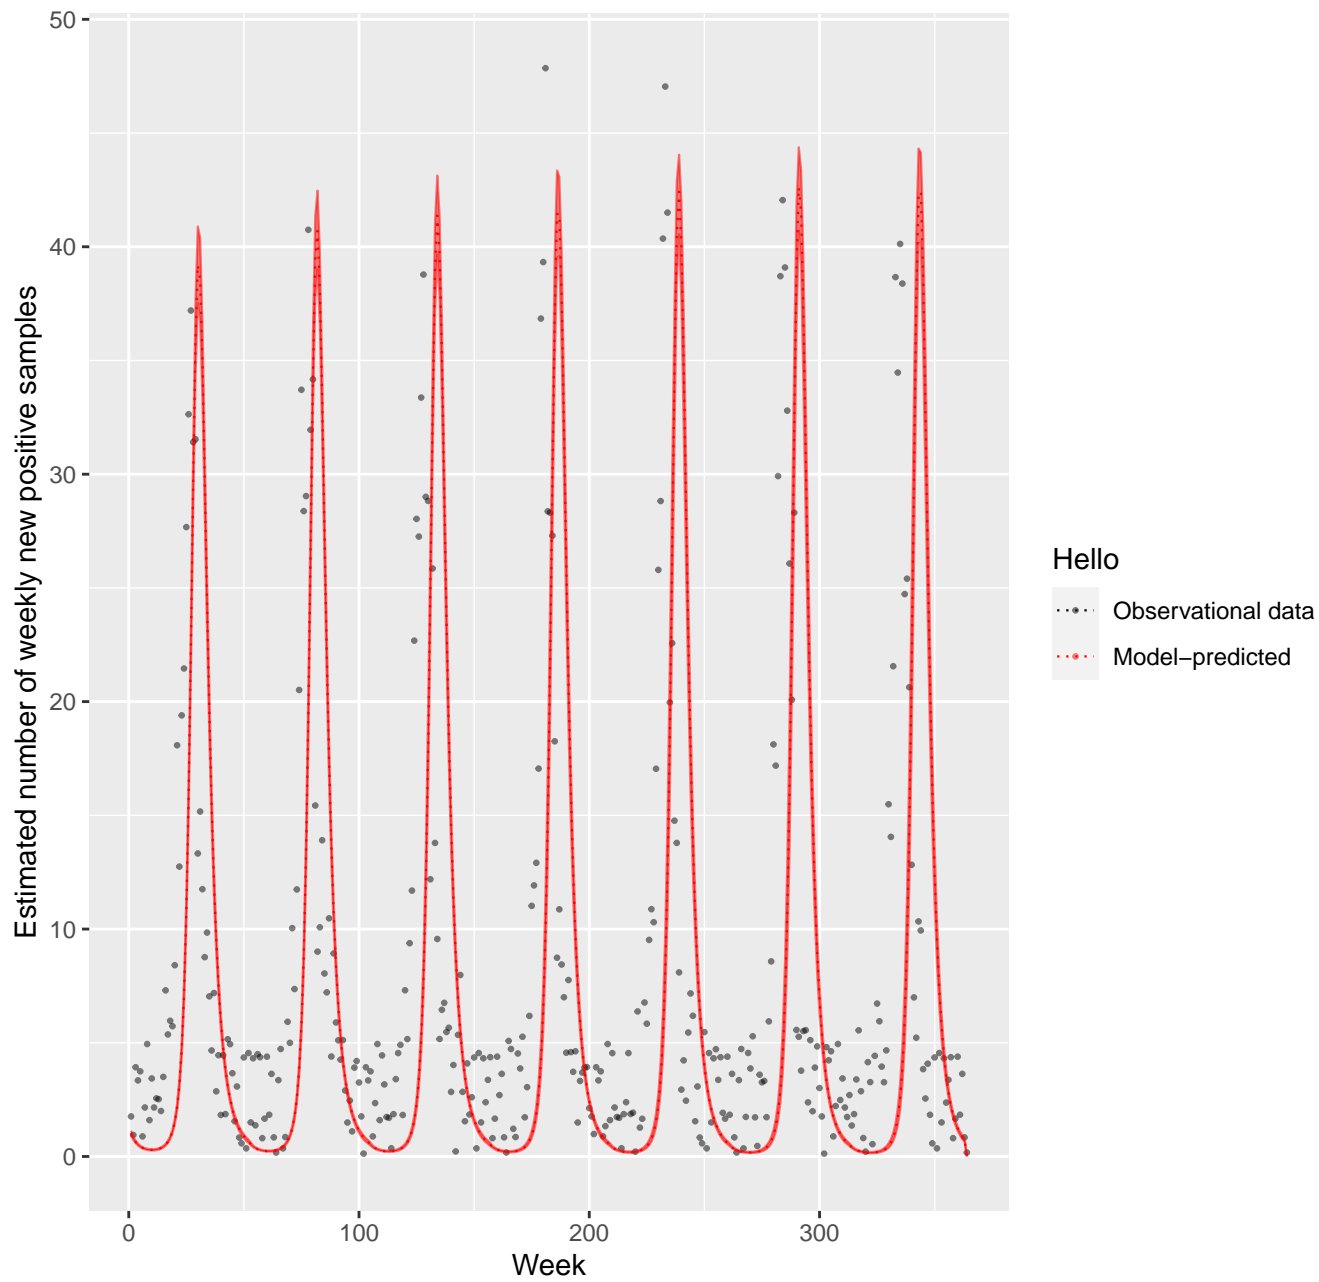 50
40
30
20
10
0
Estimated number of weekly new positive samples
0 100 200 300
Week
Hello
Observational data
Model−predicted